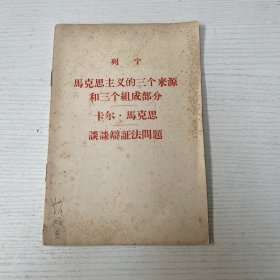 列宁
馬克思主义的三个来源
和三个組成部分
卡尔·馬克思
談談辯証法問題